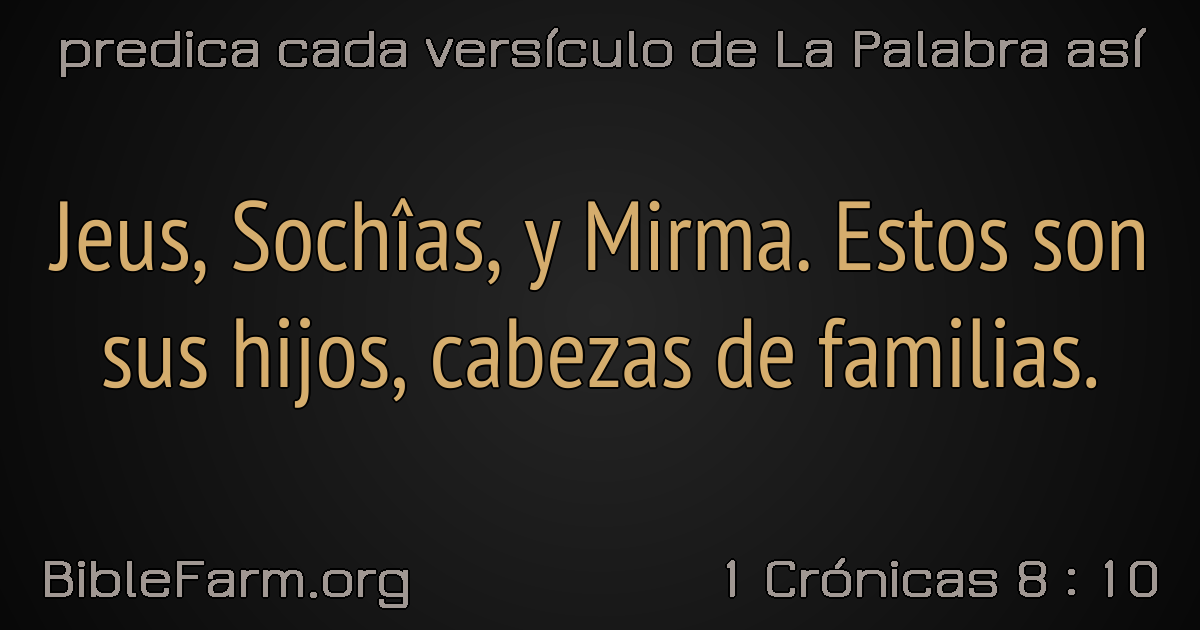 predica cada versículo de La Palabra así
Jeus, Sochîas, y Mirma. Estos son
sus hijos, cabezas de familias.
BibleFarm.org
1 Crónicas 8 : 10